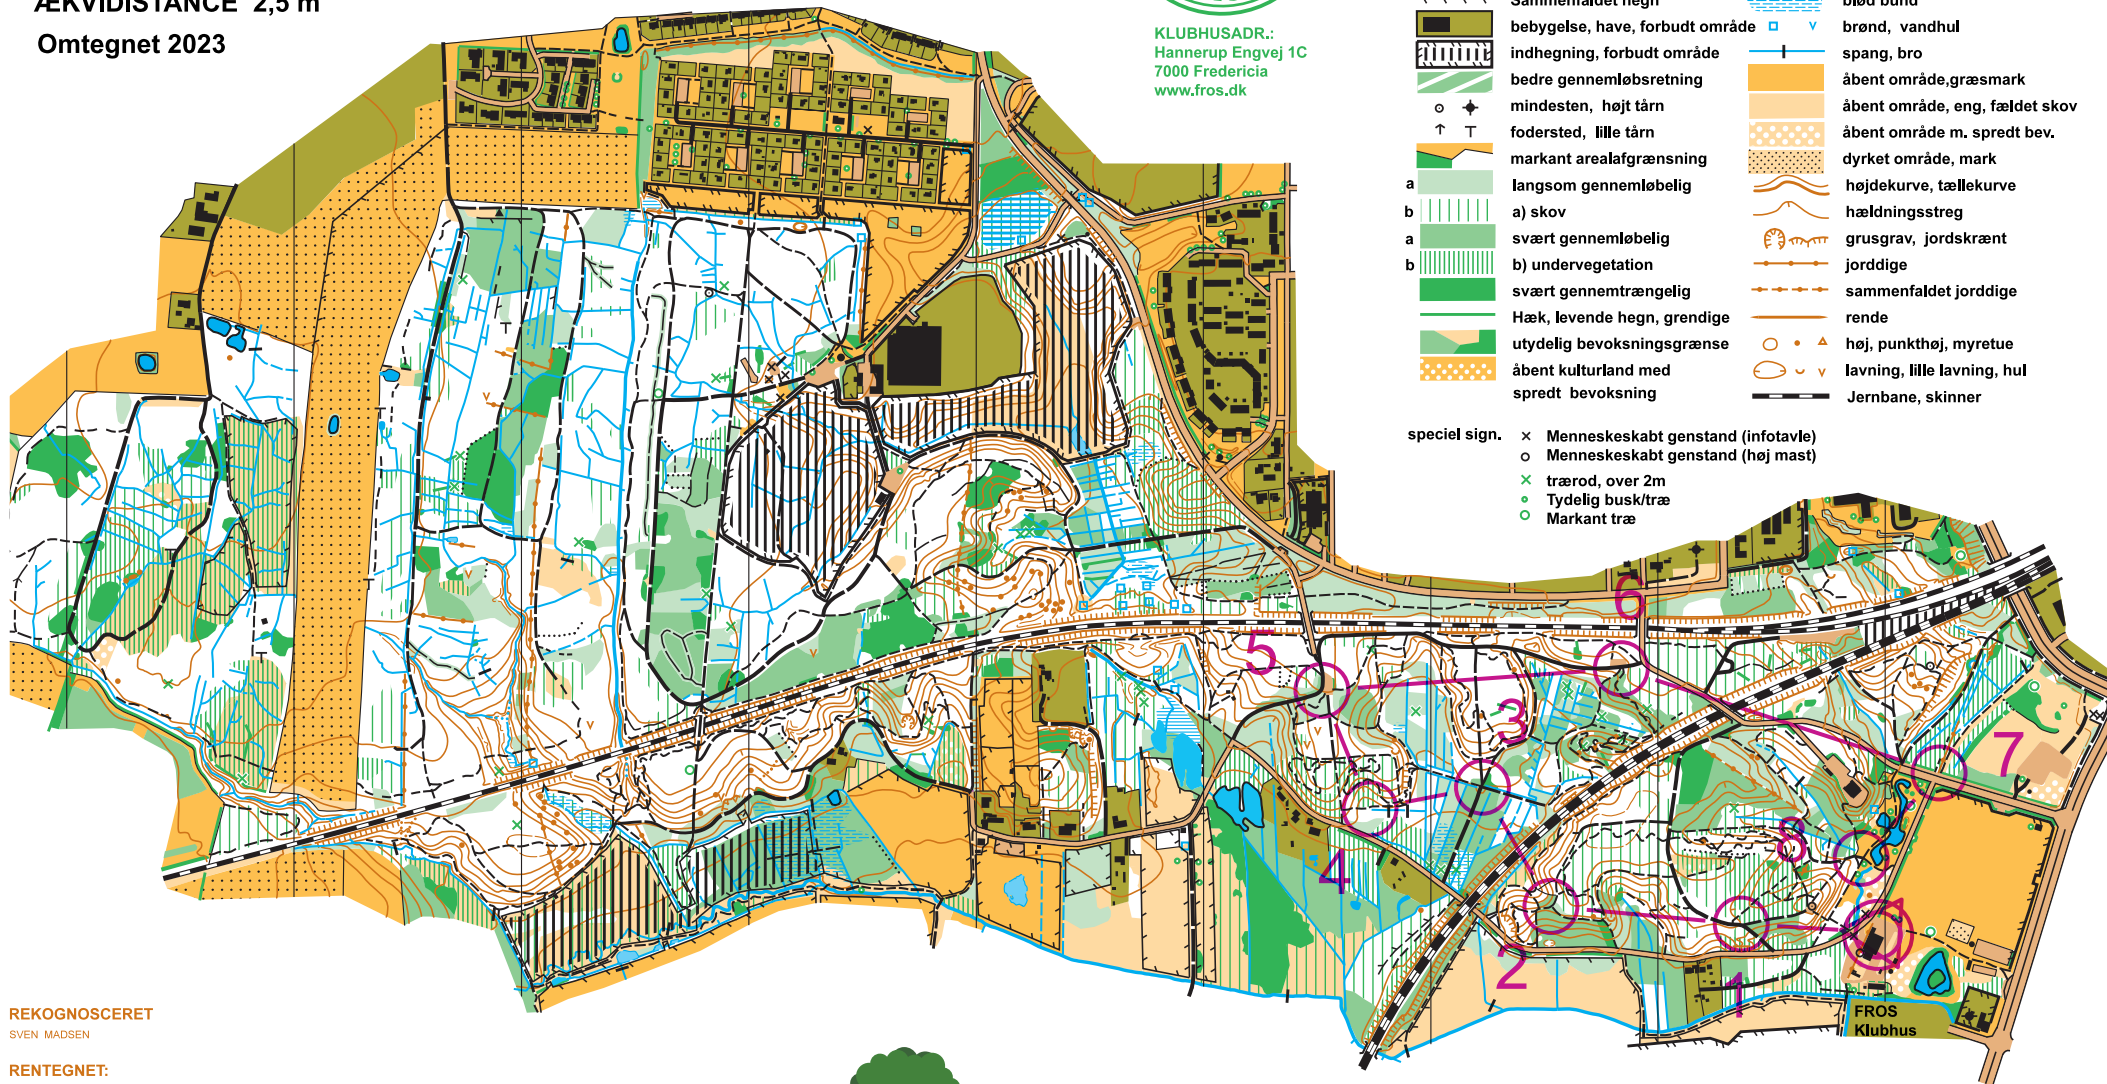 ÆKVIDISTANCE 2,5 m
Omtegnet 2023
KLUBHUSADR.:
Hannerup Engvej 1C
7000 Fredericia
www.fros.dk
Sammenfaldet hegn
bebygelse, have, forbudt område
indhegning, forbudt område
bedre gennemløbsretning
mindesten, højt tårn
fodersted, lille tårn
markant arealafgrænsning
a langsom gennemløbelig
b a) skov
a svært gennemløbelig
b b) undervegetation
svært gennemtrængelig
Hæk, levende hegn, grendige
utydelig bevoksningsgrænse
åbent kulturland med
spredt bevoksning
blød bund
brønd, vandhul
spang, bro
åbent område,græsmark
åbent område, eng, fældet skov
åbent område m. spredt bev.
dyrket område, mark
højdekurve, tællekurve
hældningsstreg
grusgrav, jordskrænt
jorddige
sammenfaldet jorddige
rende
høj, punkthøj, myretue
lavning, lille lavning, hul
Jernbane, skinner
speciel sign.
Menneskeskabt genstand (infotavle)
Menneskeskabt genstand (høj mast)
trærod, over 2m
Tydelig busk/træ
Markant træ
6
5
3
7
8
4
2
1
FROS
Klubhus
REKOGNOSCERET
SVEN MADSEN
RENTEGNET: